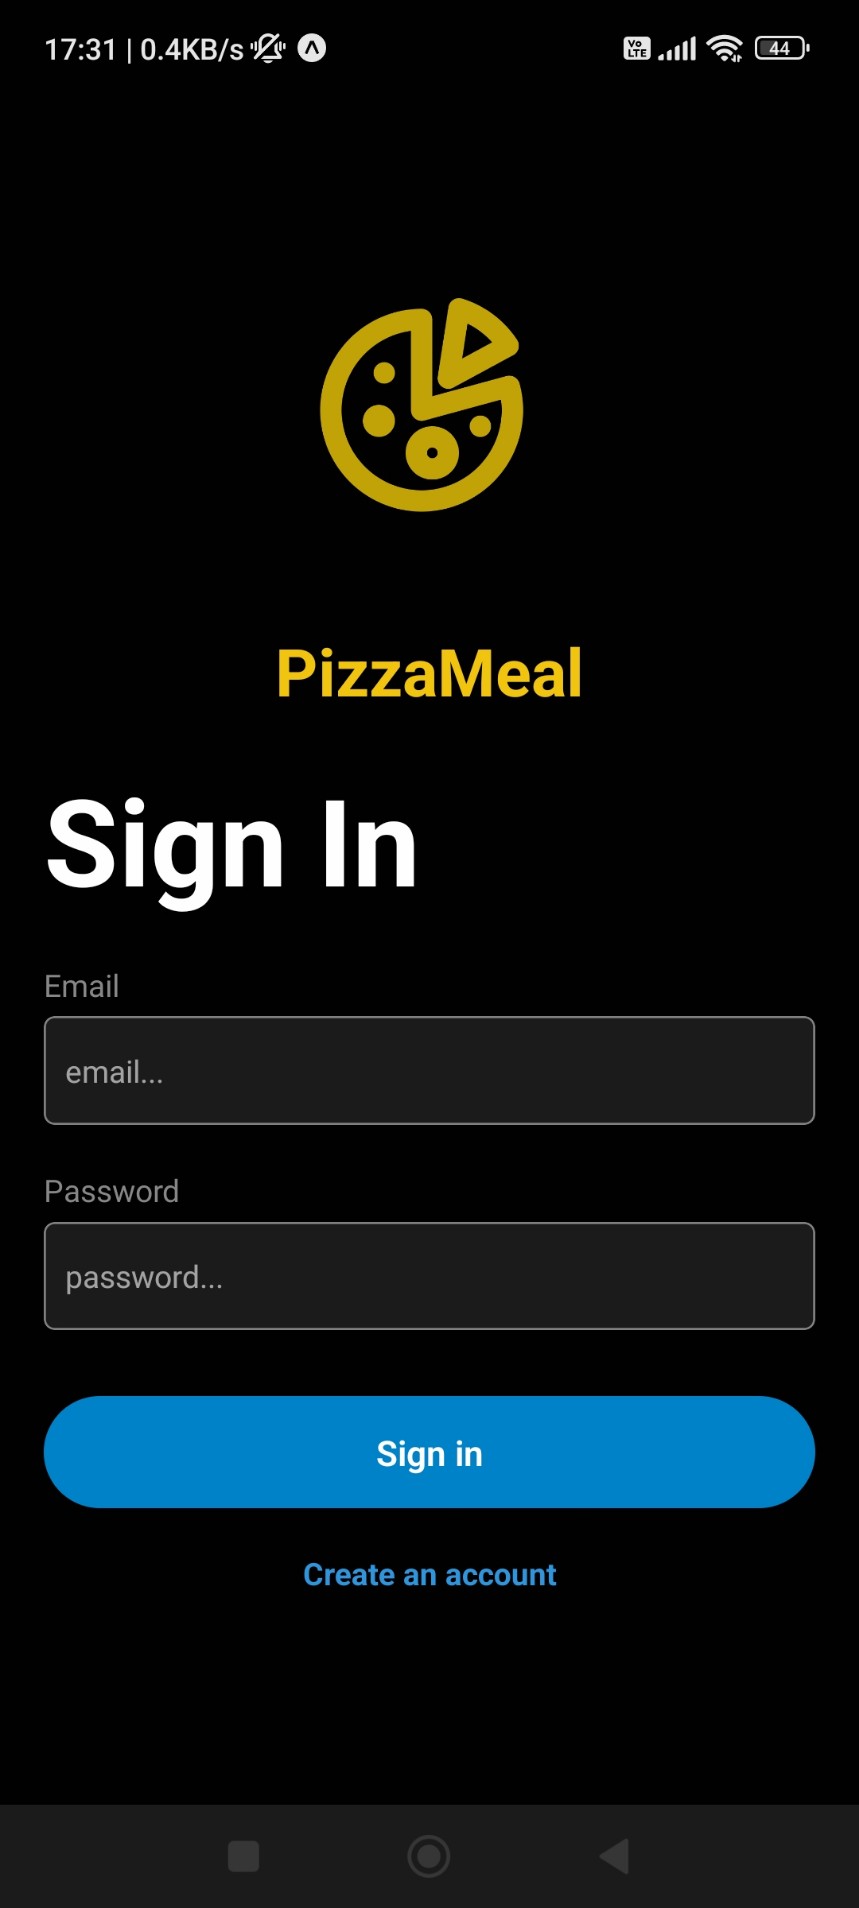 17:31 | 0.4KB/s Vo LTE 44
PizzaMeal
Sign In
Email
email...
Password
password...
Sign in
Create an account